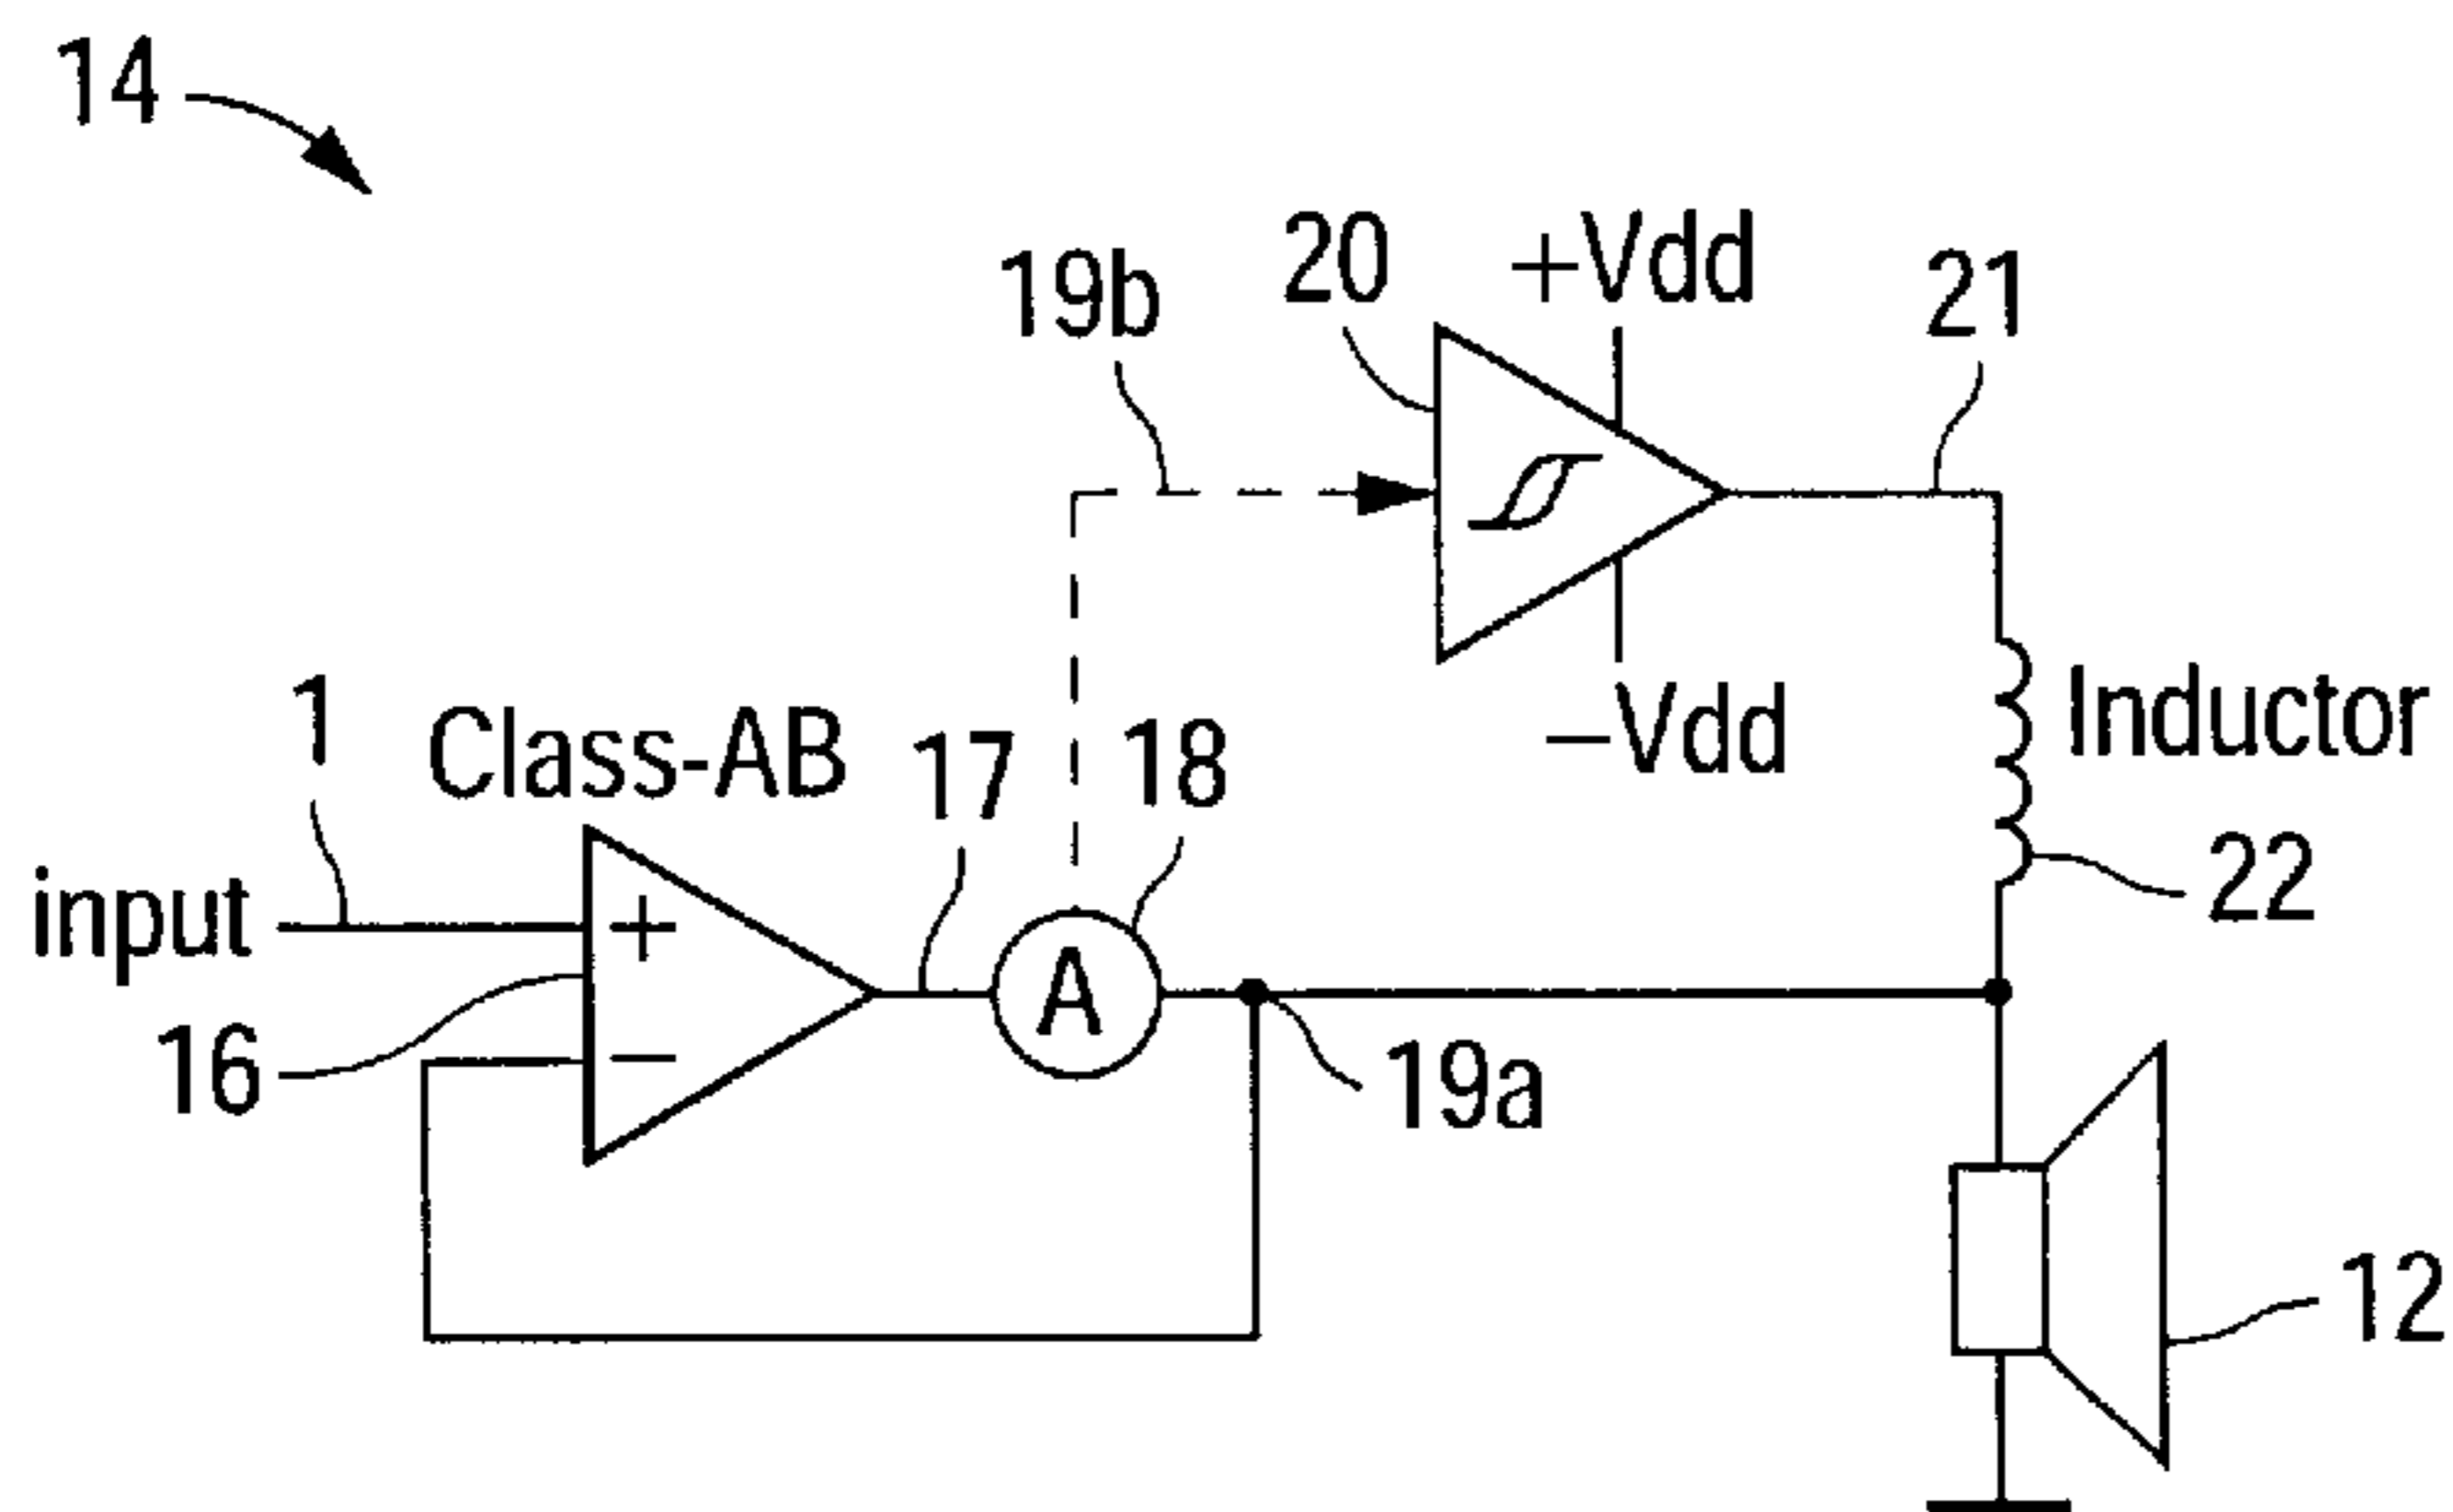 14
19b
20
+Vdd
21
−Vdd
Inductor
22
1
Class-AB
17
18
input
+
A
16
−
19a
12